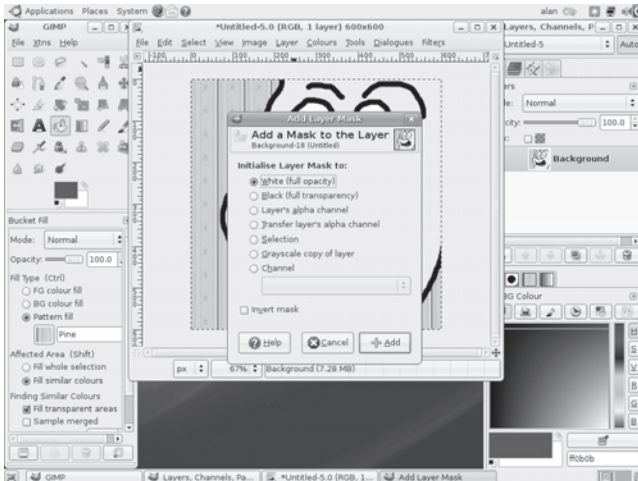 Applications Places System
alan
GIMP
File Xtns Help
Bucket Fill
Mode: Normal
Opacity: 100.0
Fill Type (Ctrl)
FG colour fill
BG colour fill
Pattern fill
Pine
Affected Area (Shift)
Fill whole selection
Fill similar colours
Finding Similar Colours
Fill transparent areas
Sample merged
*Untitled-5.0 (RGB, 1 layer) 600x600
File Edit Select View Image Layer Colours Tools Dialogues Filters
Add Layer Mask
Add a Mask to the Layer
Background-18 (Untitled)
Initialise Layer Mask to:
White (full opacity)
Black (full transparency)
Layer's alpha channel
Transfer layer's alpha channel
Selection
Grayscale copy of layer
Channel
Invert mask
Help Cancel Add
px 67% Background (7.28 MB)
Layers, Channels, P...
Untitled-5 Auto
Normal
100.0
Background
BG Colour
H
S
V
R
G
B
ff0b0b
GIMP
Layers, Channels, Pa...
*Untitled-5.0 (RGB, 1...
Add Layer Mask